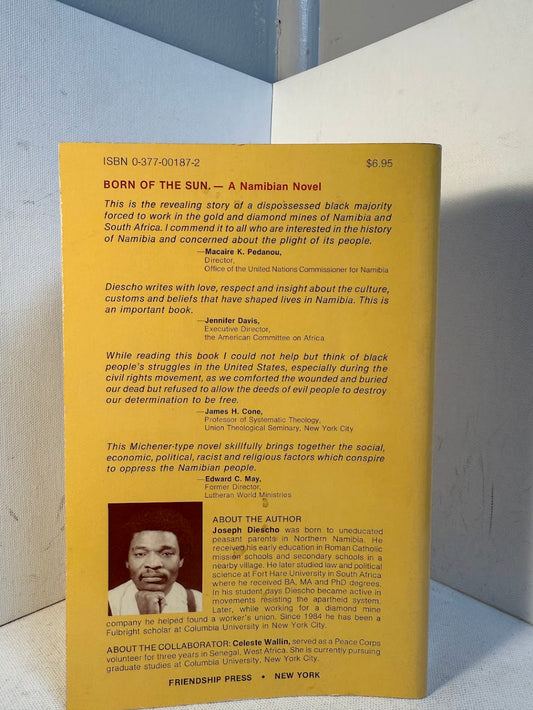 ISBN 0-377-00187-2 $6.95
BORN OF THE SUN. — A Namibian Novel
This is the revealing story of a dispossessed black majority
forced to work in the gold and diamond mines of Namibia and
South Africa. I commend it to all who are interested in the history
of Namibia and concerned about the plight of its people.
—Macaire K. Pedanou,
Director,
Office of the United Nations Commissioner for Namibia
Diescho writes with love, respect and insight about the culture,
customs and beliefs that have shaped lives in Namibia. This is
an important book.
—Jennifer Davis,
Executive Director,
the American Committee on Africa
While reading this book I could not help but think of black
people's struggles in the United States, especially during the
civil rights movement, as we comforted the wounded and buried
our dead but refused to allow the deeds of evil people to destroy
our determination to be free.
—James H. Cone,
Professor of Systematic Theology,
Union Theological Seminary, New York City
This Michener-type novel skillfully brings together the social,
economic, political, racist and religious factors which conspire
to oppress the Namibian people.
—Edward C. May,
Former Director,
Lutheran World Ministries
ABOUT THE AUTHOR
Joseph Diescho was born to uneducated
peasant parents in Northern Namibia. He
received his early education in Roman Catholic
mission schools and secondary schools in a
nearby village. He later studied law and political
science at Fort Hare University in South Africa
where he received BA, MA and PhD degrees.
In his student days Diescho became active in
movements resisting the apartheid system.
Later, while working for a diamond mine
company he helped found a worker's union. Since 1984 he has been a
Fulbright scholar at Columbia University in New York City.
ABOUT THE COLLABORATOR: Celeste Wallin, served as a Peace Corps
volunteer for three years in Senegal, West Africa. She is currently pursuing
graduate studies at Columbia University, New York City.
FRIENDSHIP PRESS • NEW YORK